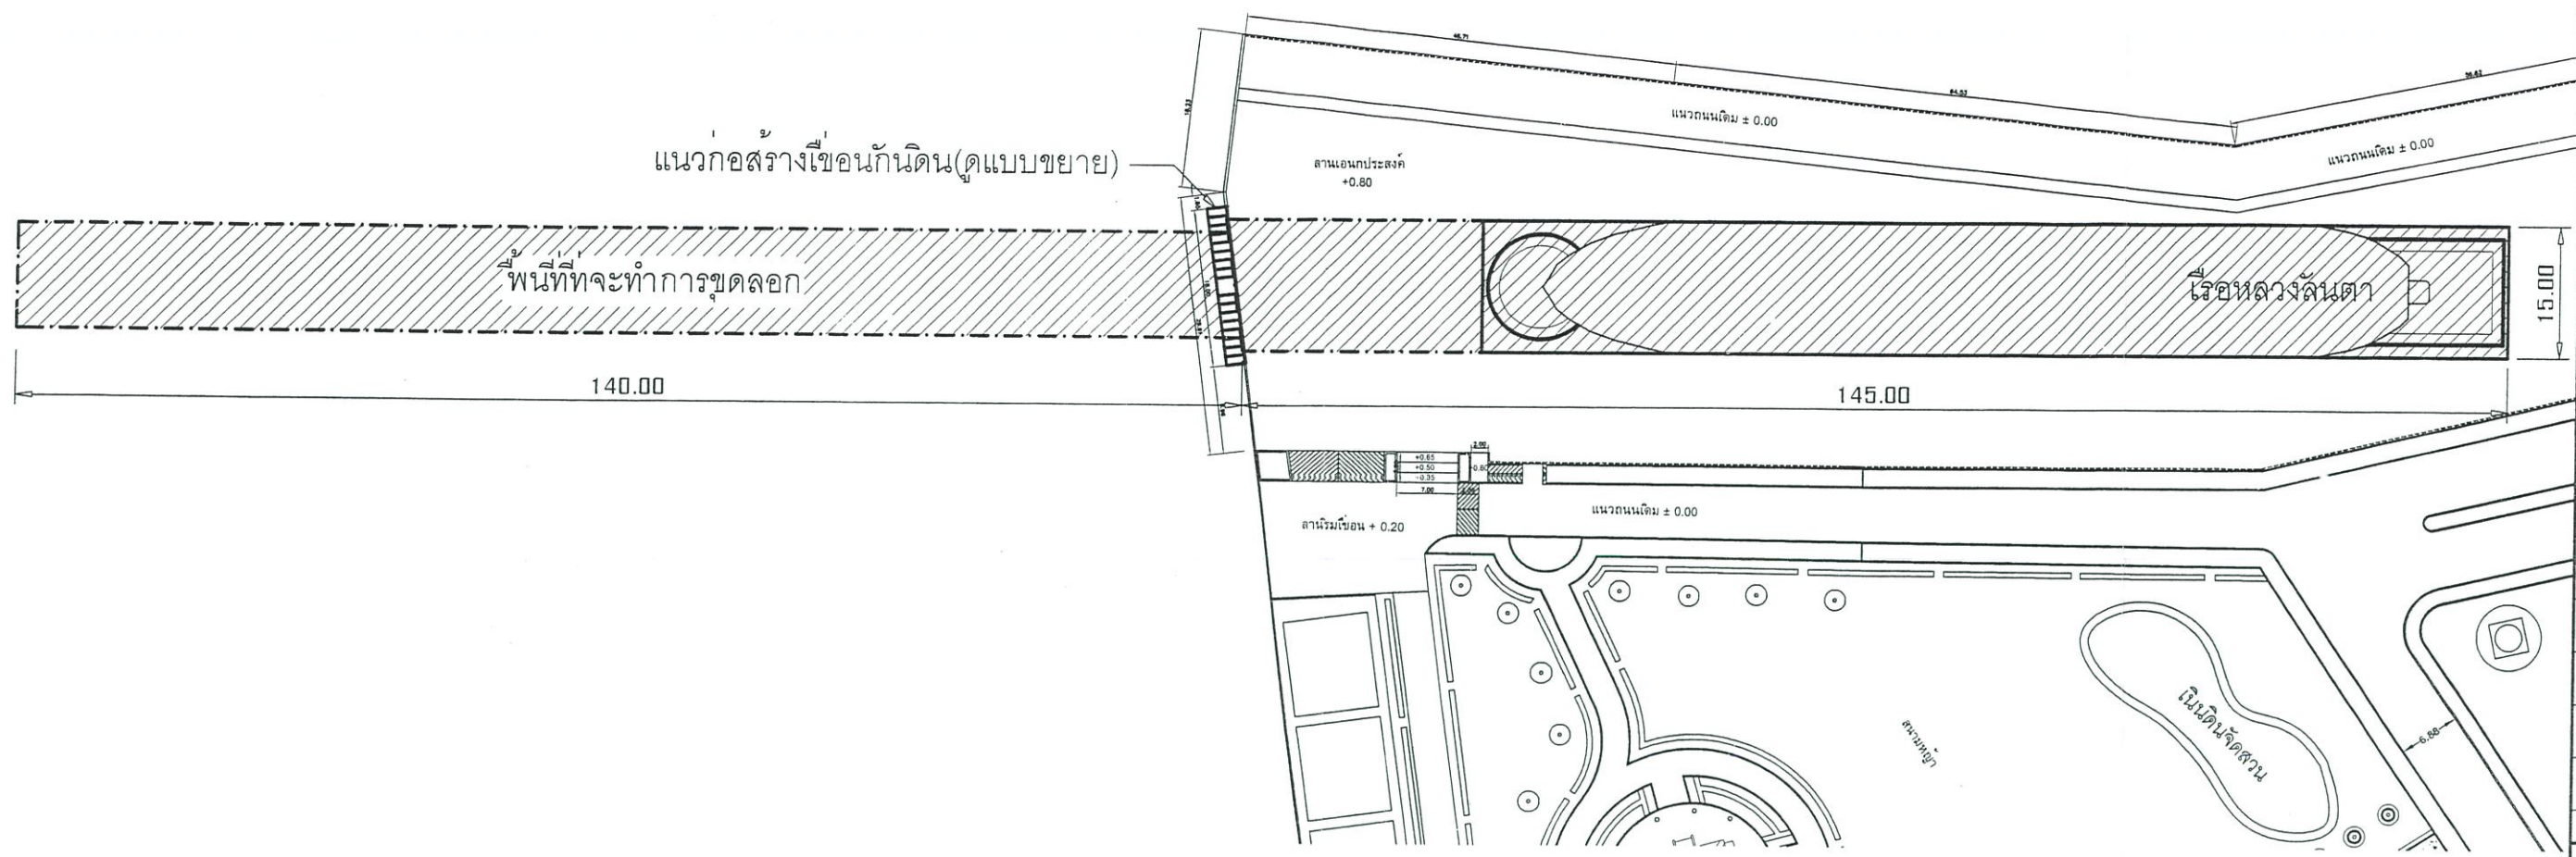 46.71
64.53
36.62
แนวถนนเดิม ± 0.00
แนวถนนเดิม ± 0.00
แนวก่อสร้างเขื่อนกันดิน(ดูแบบขยาย)
ลานเอนกประสงค์
+0.80
พื้นที่ที่จะทำการขุดลอก
เรือหลวงลันตา
15.00
140.00
145.00
2.00
+0.65
+0.50
+0.35
7.00
ลานริมเขื่อน + 0.20
แนวถนนเดิม ± 0.00
สนามหญ้า
เนินดินจัดสวน
6.88